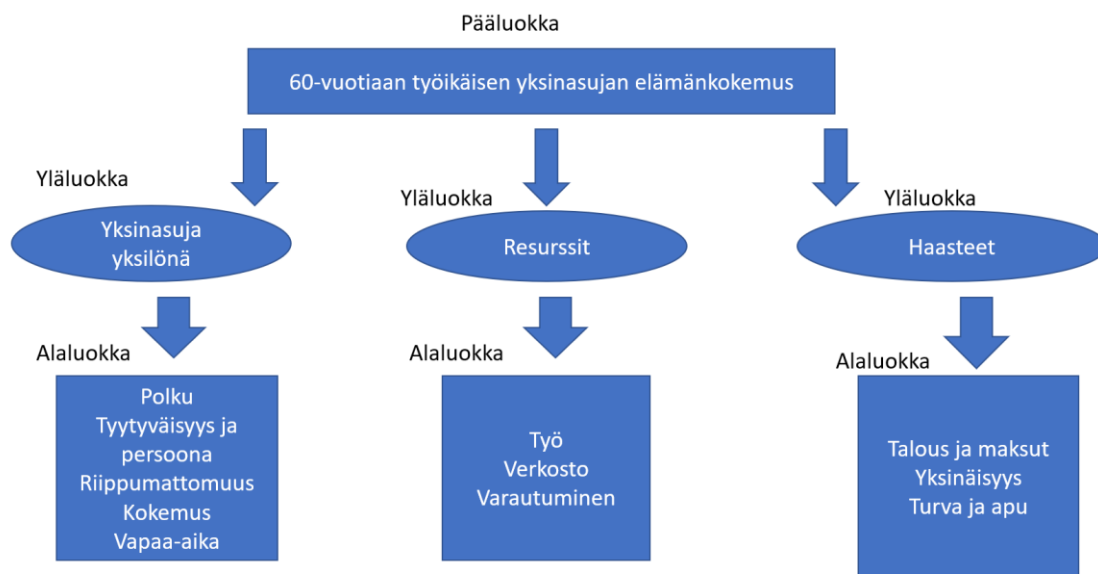 Pääluokka
60-vuotiaan työikäisen yksinasujan elämänkokemus
Yläluokka
Yksinasuja
yksilönä
Yläluokka
Resurssit
Yläluokka
Haasteet
Alaluokka
Polku
Tyytyväisyys ja
persoona
Riippumattomuus
Kokemus
Vapaa-aika
Alaluokka
Työ
Verkosto
Varautuminen
Alaluokka
Talous ja maksut
Yksinäisyys
Turva ja apu